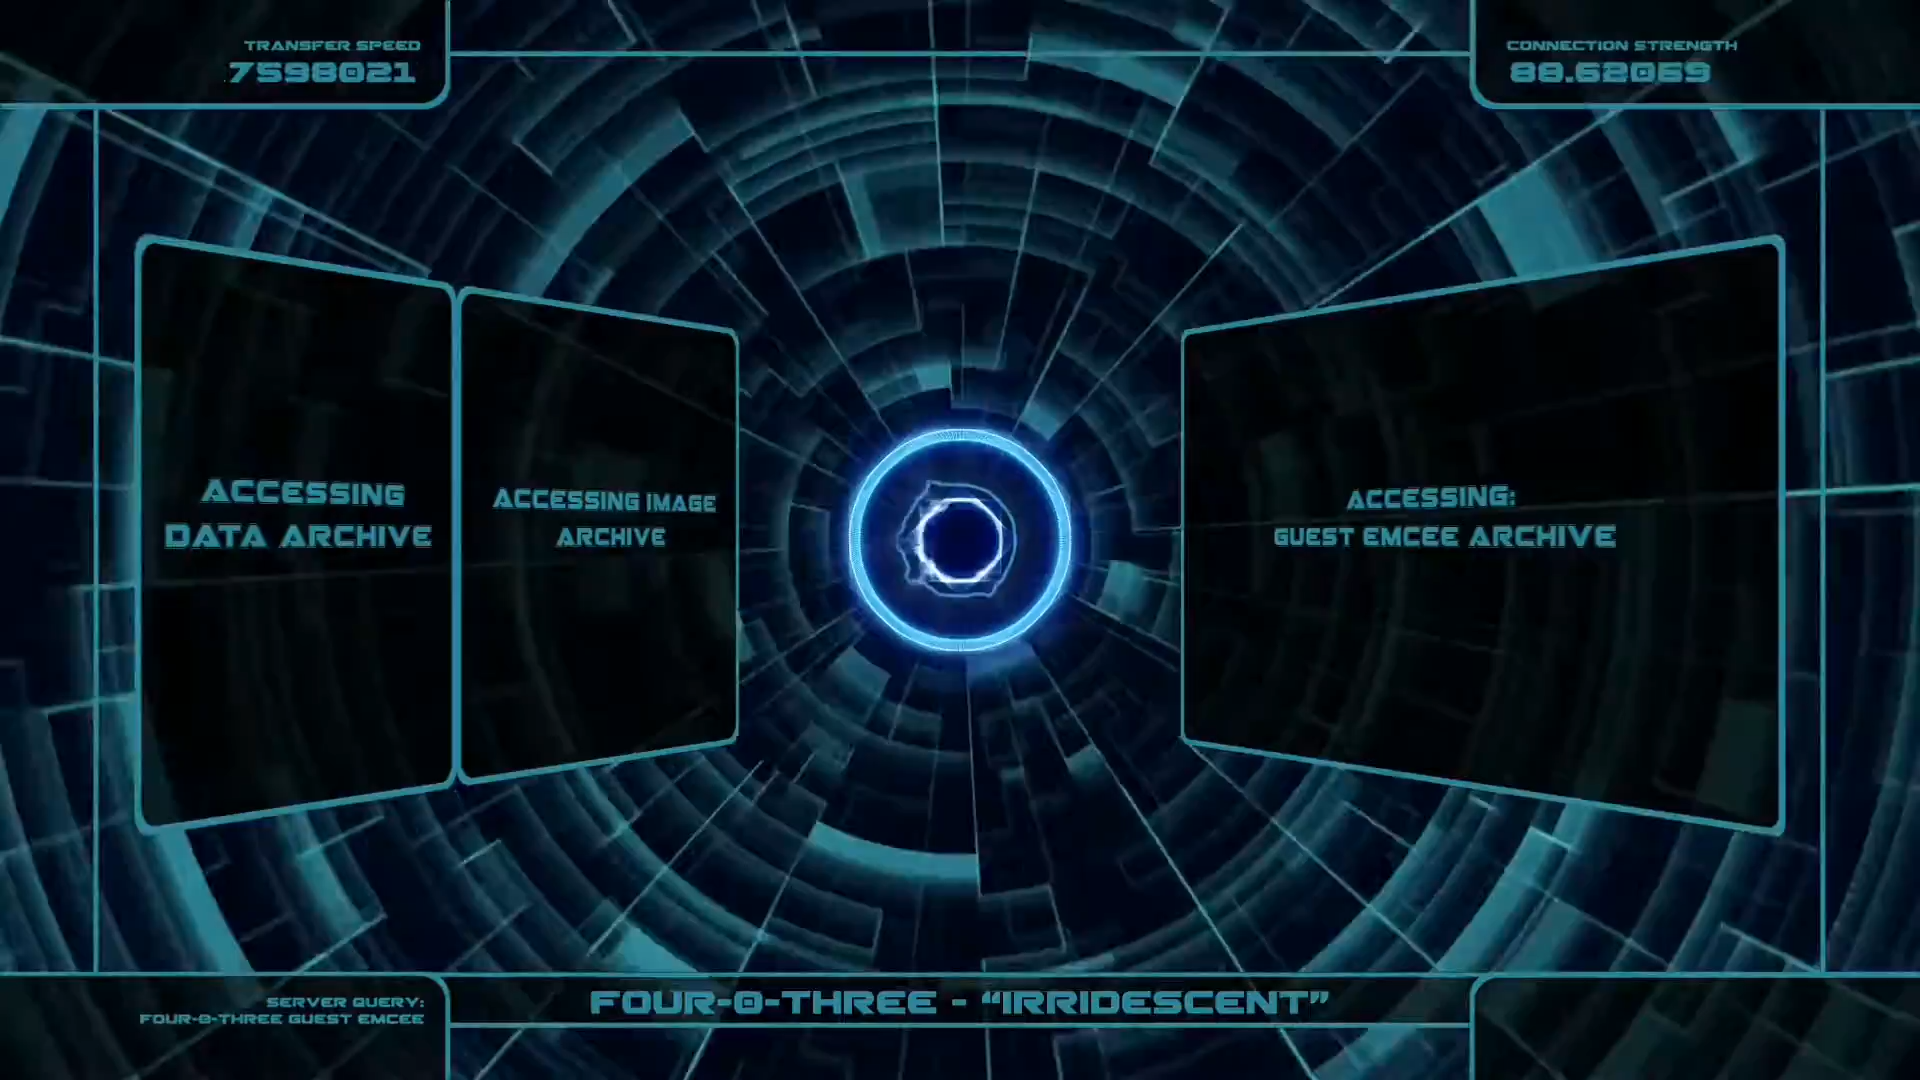 TRANSFER SPEED
7598021
CONNECTION STRENGTH
88.62069
ACCESSING
DATA ARCHIVE
ACCESSING IMAGE
ARCHIVE
ACCESSING:
GUEST EMCEE ARCHIVE
SERVER QUERY:
FOUR-0-THREE GUEST EMCEE
FOUR-0-THREE - “IRRIDESCENT”